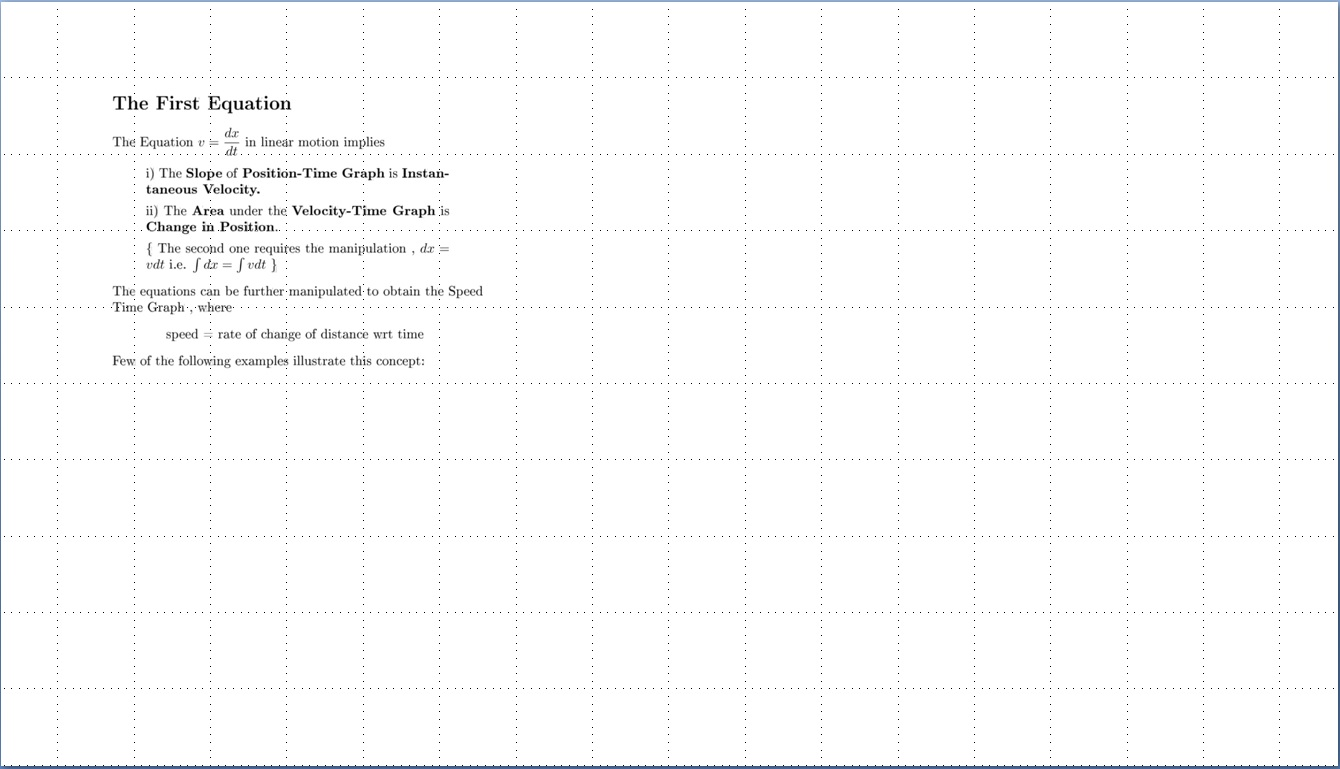 The First Equation
The Equation v = dx/dt in linear motion implies
i) The Slope of Position-Time Graph is Instan-
taneous Velocity.
ii) The Area under the Velocity-Time Graph is
Change in Position.
{ The second one requires the manipulation , dx =
vdt i.e. ∫ dx = ∫ vdt }
The equations can be further manipulated to obtain the Speed
Time Graph , where
speed = rate of change of distance wrt time
Few of the following examples illustrate this concept: